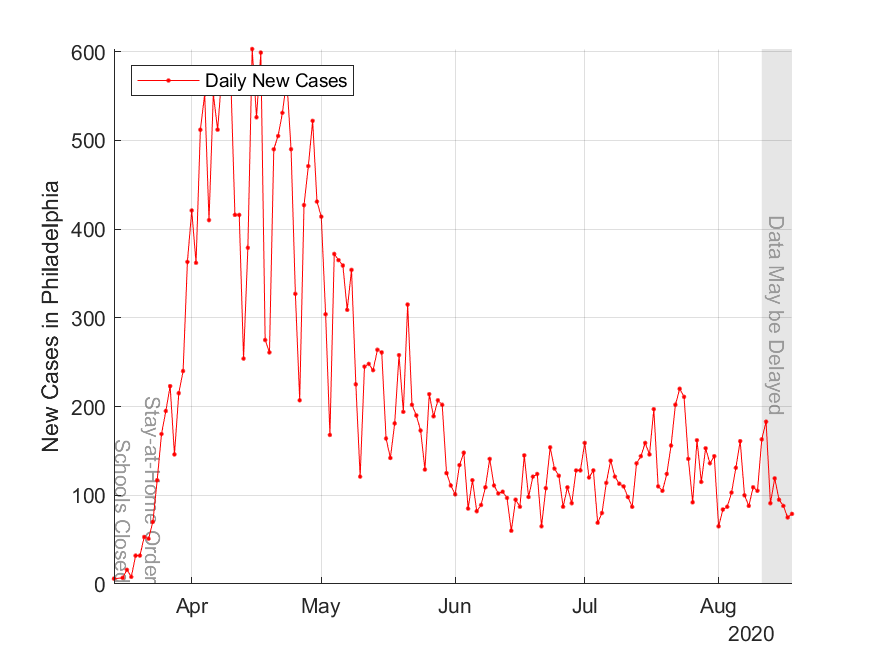 Daily New Cases
New Cases in Philadelphia
600
500
400
300
200
100
0
Schools Closed
Stay-at-Home Order
Data May be Delayed
Apr
May
Jun
Jul
Aug
2020